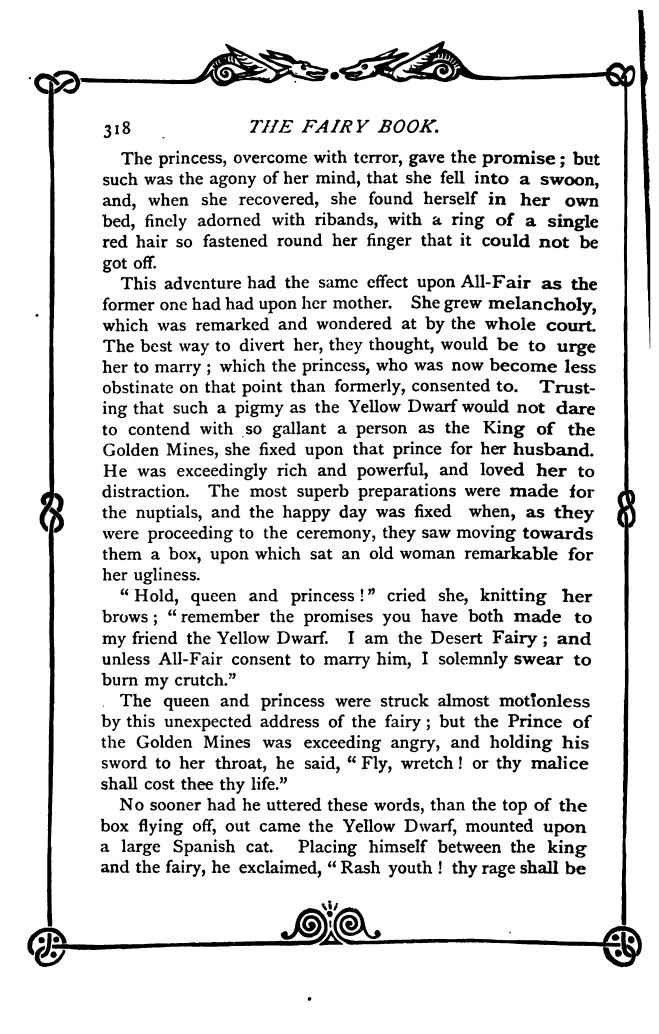 318 THE FAIRY BOOK.
The princess, overcome with terror, gave the promise ; but
such was the agony of her mind, that she fell into a swoon,
and, when she recovered, she found herself in her own
bed, finely adorned with ribands, with a ring of a single
red hair so fastened round her finger that it could not be
got off.
This adventure had the same effect upon All-Fair as the
former one had had upon her mother. She grew melancholy,
which was remarked and wondered at by the whole court.
The best way to divert her, they thought, would be to urge
her to marry ; which the princess, who was now become less
obstinate on that point than formerly, consented to. Trust-
ing that such a pigmy as the Yellow Dwarf would not dare
to contend with so gallant a person as the King of the
Golden Mines, she fixed upon that prince for her husband.
He was exceedingly rich and powerful, and loved her to
distraction. The most superb preparations were made for
the nuptials, and the happy day was fixed when, as they
were proceeding to the ceremony, they saw moving towards
them a box, upon which sat an old woman remarkable for
her ugliness.
“ Hold, queen and princess !” cried she, knitting her
brows ; “ remember the promises you have both made to
my friend the Yellow Dwarf. I am the Desert Fairy ; and
unless All-Fair consent to marry him, I solemnly swear to
burn my crutch.”
The queen and princess were struck almost motionless
by this unexpected address of the fairy ; but the Prince of
the Golden Mines was exceeding angry, and holding his
sword to her throat, he said, “ Fly, wretch ! or thy malice
shall cost thee thy life.”
No sooner had he uttered these words, than the top of the
box flying off, out came the Yellow Dwarf, mounted upon
a large Spanish cat. Placing himself between the king
and the fairy, he exclaimed, “ Rash youth ! thy rage shall be